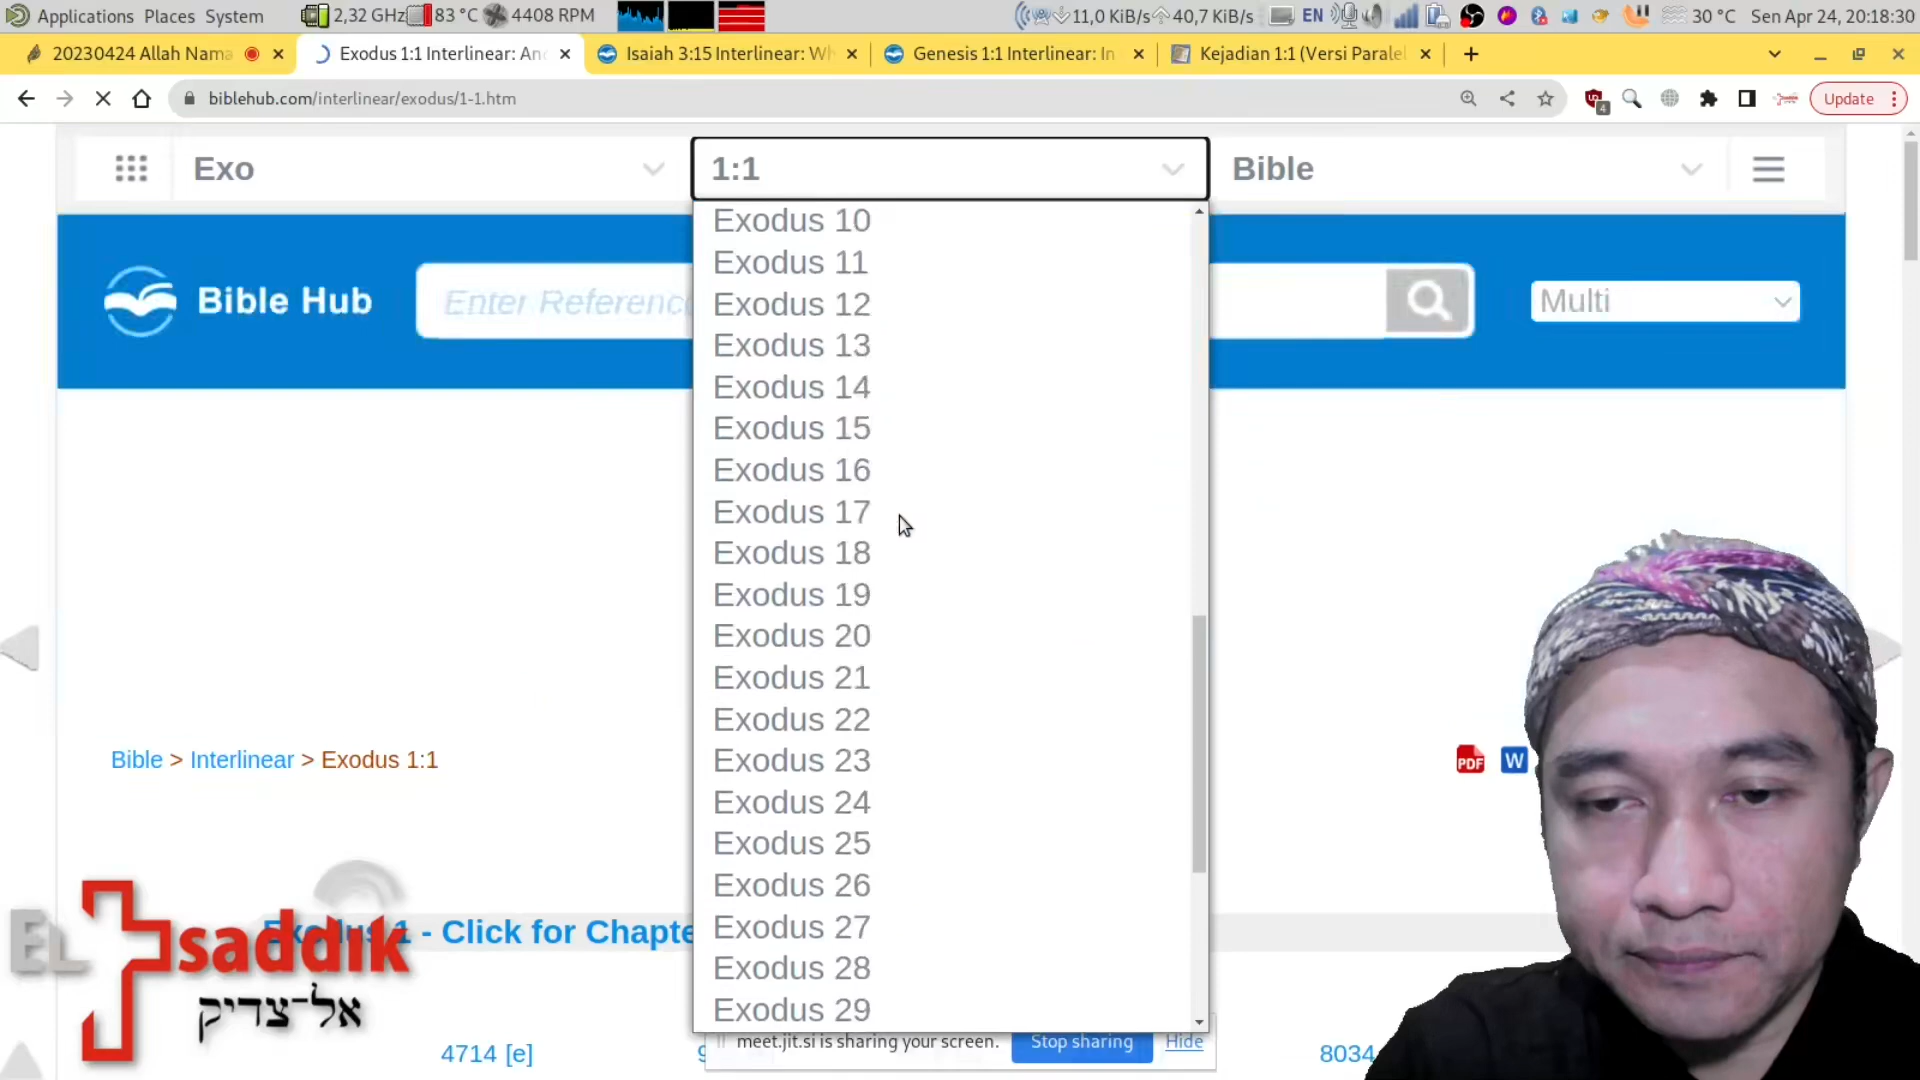 Applications Places System 2,32 GHz 83 °C 4408 RPM 11,0 KiB/s 40,7 KiB/s EN 30 °C Sen Apr 24, 20:18:30
20230424 Allah Nama Exodus 1:1 Interlinear: An Isaiah 3:15 Interlinear: Wh Genesis 1:1 Interlinear: In Kejadian 1:1 (Versi Paralel
biblehub.com/interlinear/exodus/1-1.htm 4 Update
Exo 1:1 Bible
Bible Hub Enter Reference Multi
Exodus 10
Exodus 11
Exodus 12
Exodus 13
Exodus 14
Exodus 15
Exodus 16
Exodus 17
Exodus 18
Exodus 19
Exodus 20
Exodus 21
Exodus 22
Exodus 23
Exodus 24
Exodus 25
Exodus 26
Exodus 27
Exodus 28
Exodus 29
Bible > Interlinear > Exodus 1:1 PDF W
Exodus 1 - Click for Chapte
EL saddik
אל־צדיק
4714 [e] 8034
meet.jit.si is sharing your screen. Stop sharing Hide